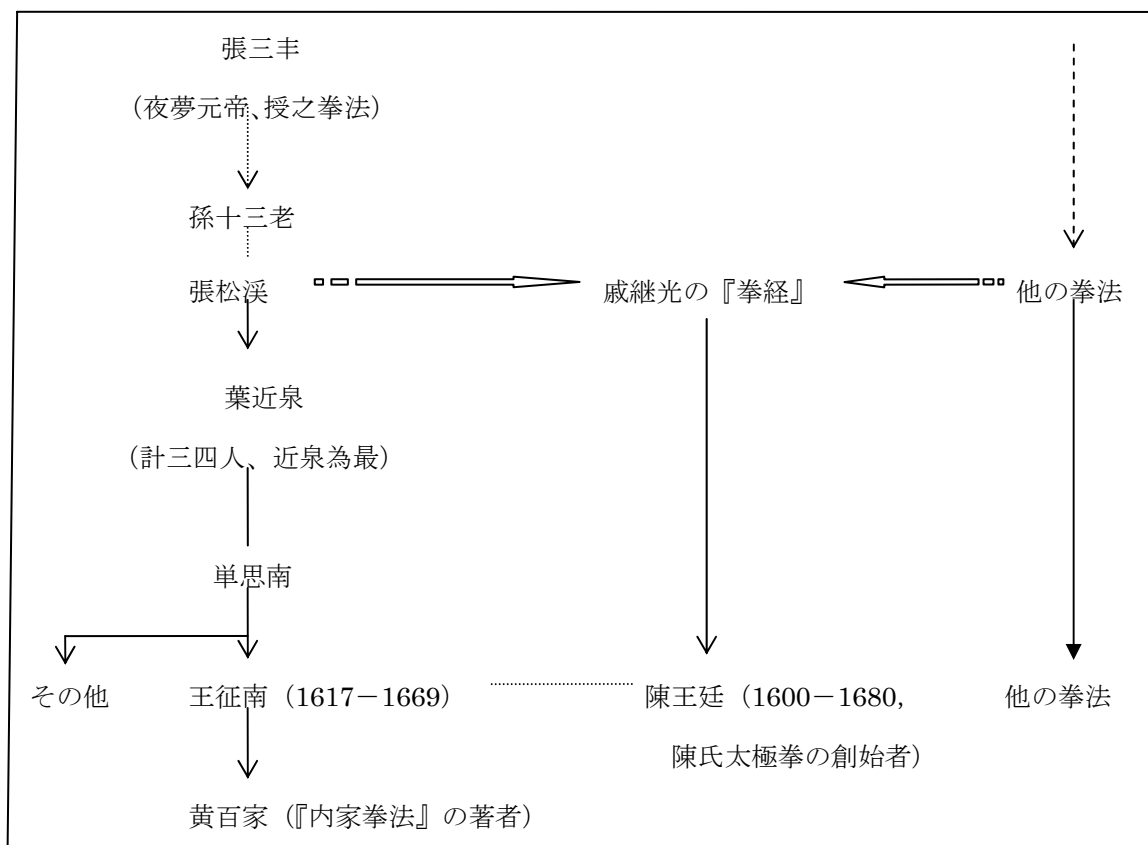 張三丰
（夜夢元帝、授之拳法）
孫十三老
張松渓
戚継光の『拳経』
他の拳法
葉近泉
（計三四人、近泉為最）
単思南
その他
王征南（1617－1669）
陳王廷（1600－1680,
陳氏太極拳の創始者）
他の拳法
黄百家（『内家拳法』の著者）